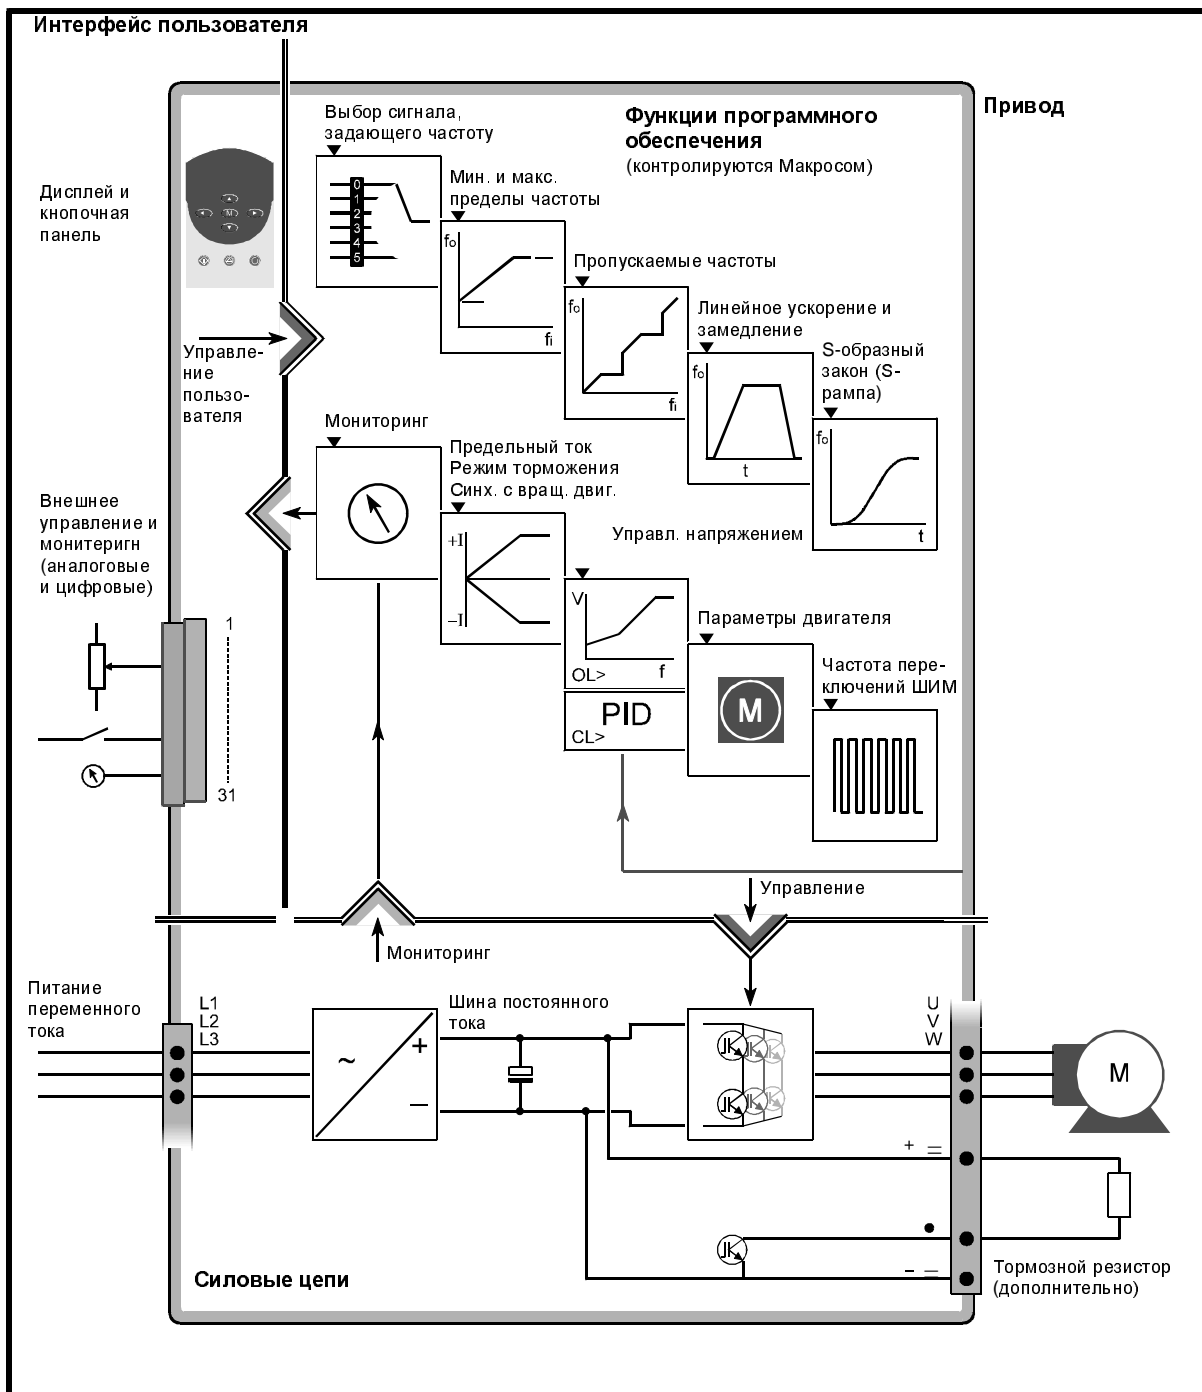 Интерфейс пользователя
Привод
Выбор сигнала,
задающего частоту
Функции программного
обеспечения
(контролируются Макросом)
Дисплей и
кнопочная
панель
M
0
1
2
3
4
5
Мин. и макс.
пределы частоты
fo
fi
Пропускаемые частоты
fo
fi
Линейное ускорение и
замедление
fo
t
S-образный
закон (S-
рампа)
fo
t
Управле-
ние
пользо-
вателя
Мониторинг
Предельный ток
Режим торможения
Синх. с вращ. двиг.
+I
−I
Управл. напряжением
V
f
OL>
PID
CL>
Параметры двигателя
M
Частота пере-
ключений ШИМ
Внешнее
управление и
монитеригн
(аналоговые
и цифровые)
1
31
Управление
Мониторинг
Питание
переменного
тока
L1
L2
L3
~
+
−
Шина постоянного
тока
U
V
W
M
+ =
− =
Силовые цепи
Тормозной резистор
(дополнительно)